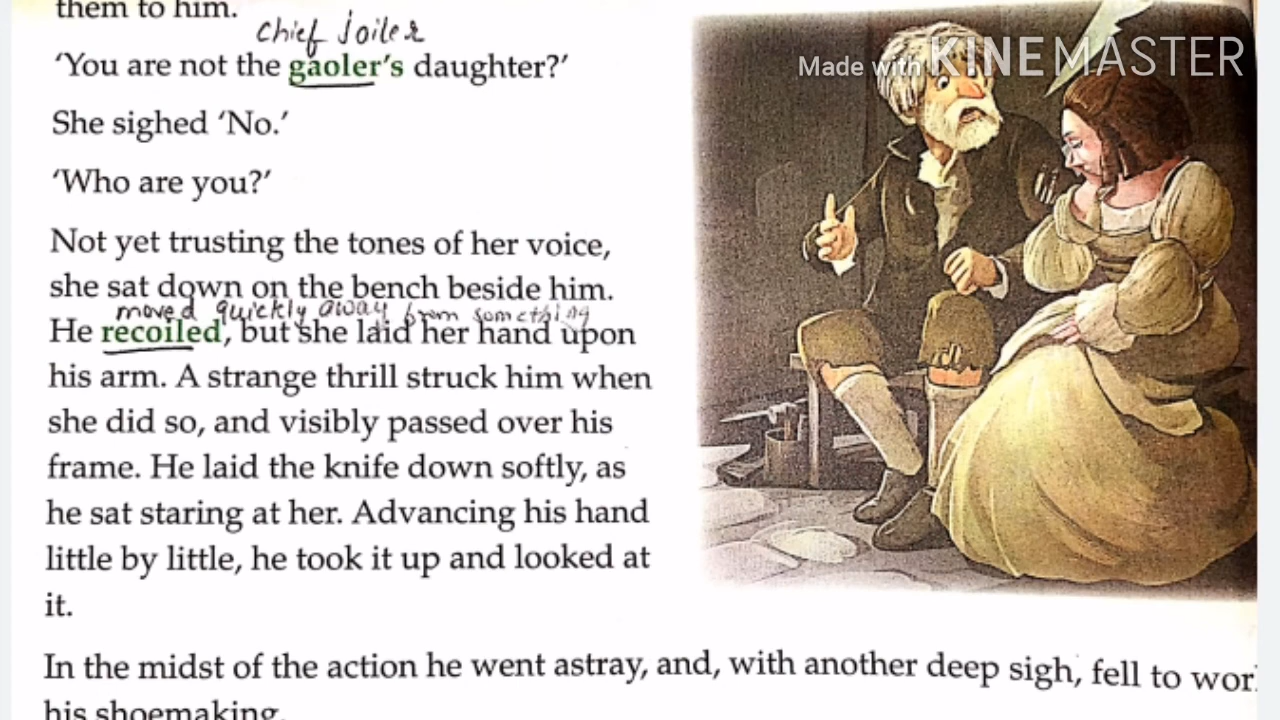 them to him.
chief joiler
‘You are not the gaoler’s daughter?’
She sighed ‘No.’
‘Who are you?’
Not yet trusting the tones of her voice,
she sat down on the bench beside him.
moved quickly away from something
He recoiled, but she laid her hand upon
his arm. A strange thrill struck him when
she did so, and visibly passed over his
frame. He laid the knife down softly, as
he sat staring at her. Advancing his hand
little by little, he took it up and looked at
it.
In the midst of the action he went astray, and, with another deep sigh, fell to wor
his shoemaking.
Made with KINEMASTER